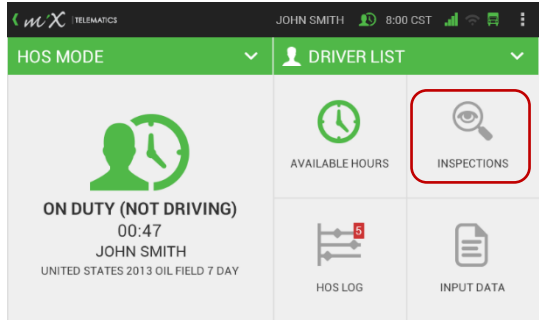 mix TELEMATICS JOHN SMITH 8:00 CST
HOS MODE DRIVER LIST
AVAILABLE HOURS INSPECTIONS
ON DUTY (NOT DRIVING)
00:47
JOHN SMITH
UNITED STATES 2013 OIL FIELD 7 DAY
5
HOS LOG INPUT DATA